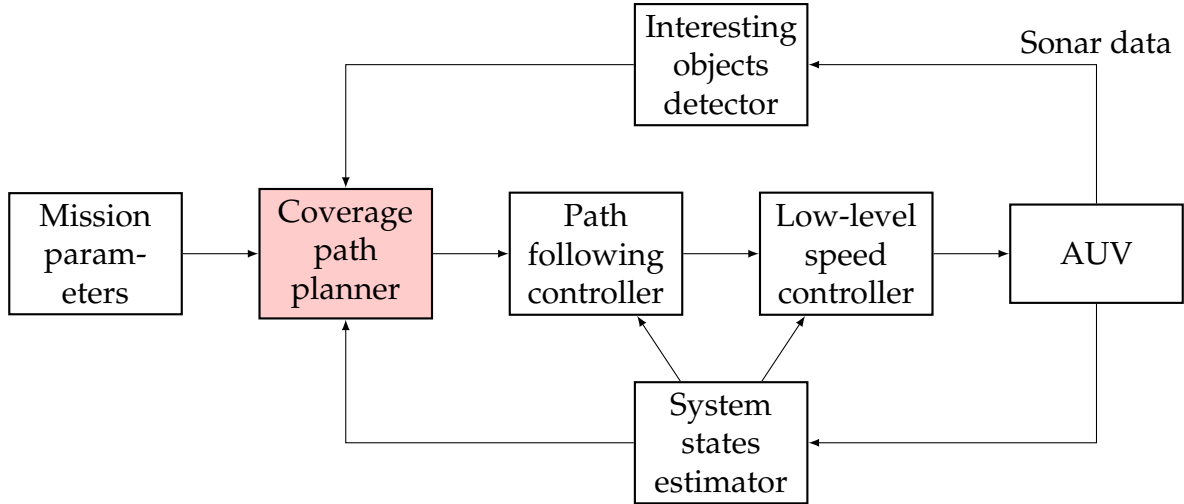 Interesting
objects
detector
Sonar data
Mission
param-
eters
Coverage
path
planner
Path
following
controller
Low-level
speed
controller
AUV
System
states
estimator